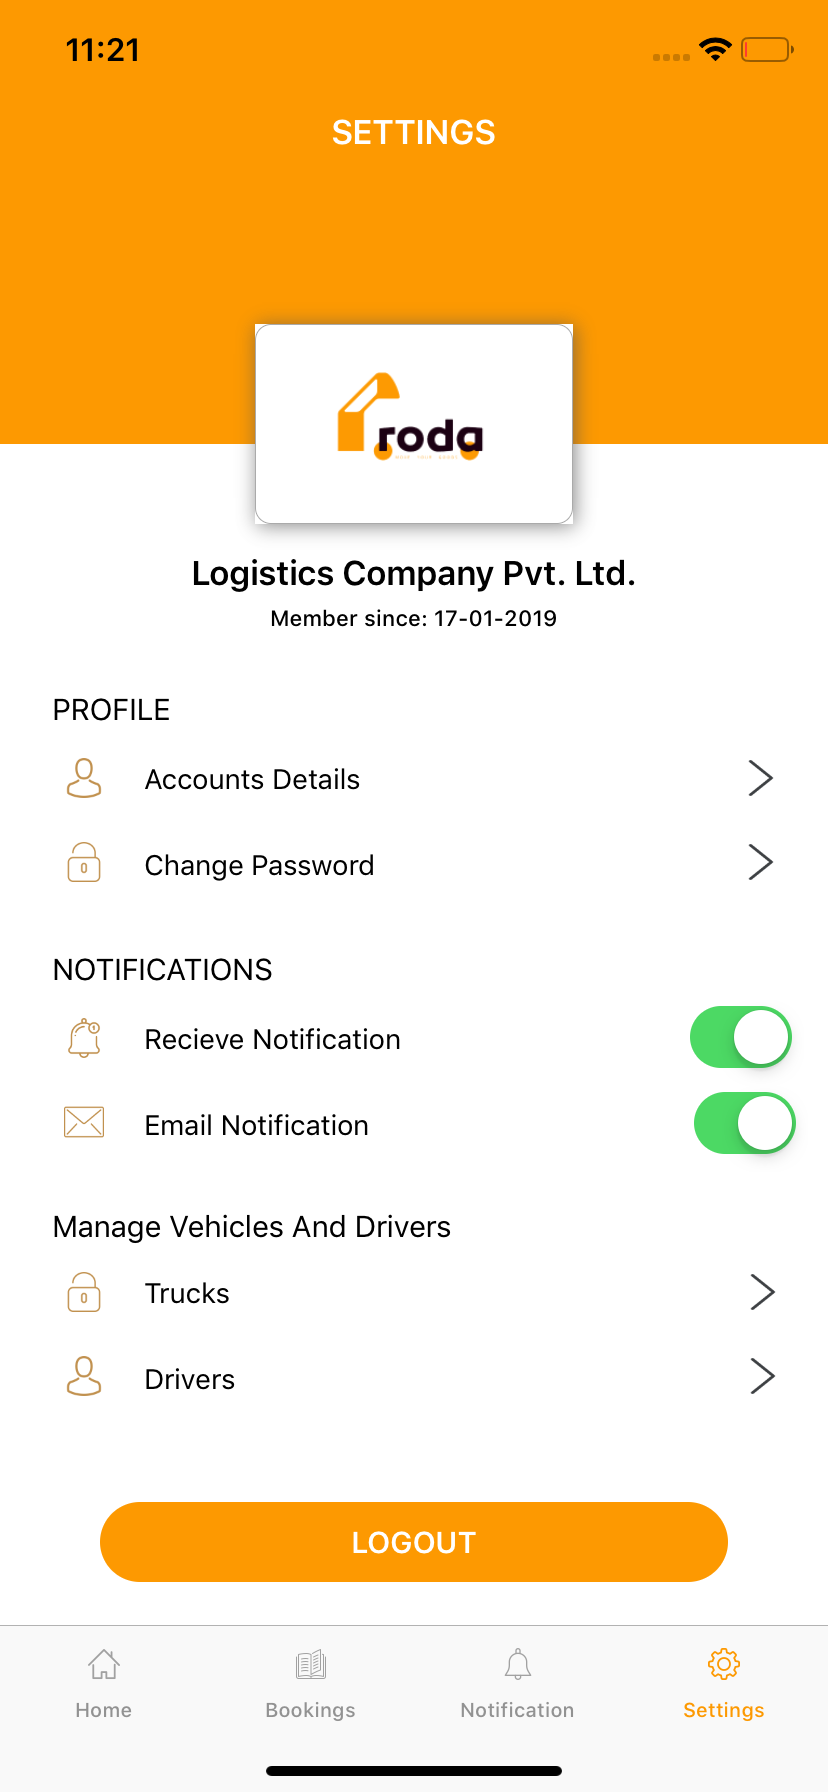 11:21
SETTINGS
roda
Logistics Company Pvt. Ltd.
Member since: 17-01-2019
PROFILE
Accounts Details
Change Password
NOTIFICATIONS
Recieve Notification
Email Notification
Manage Vehicles And Drivers
Trucks
Drivers
LOGOUT
Home
Bookings
Notification
Settings